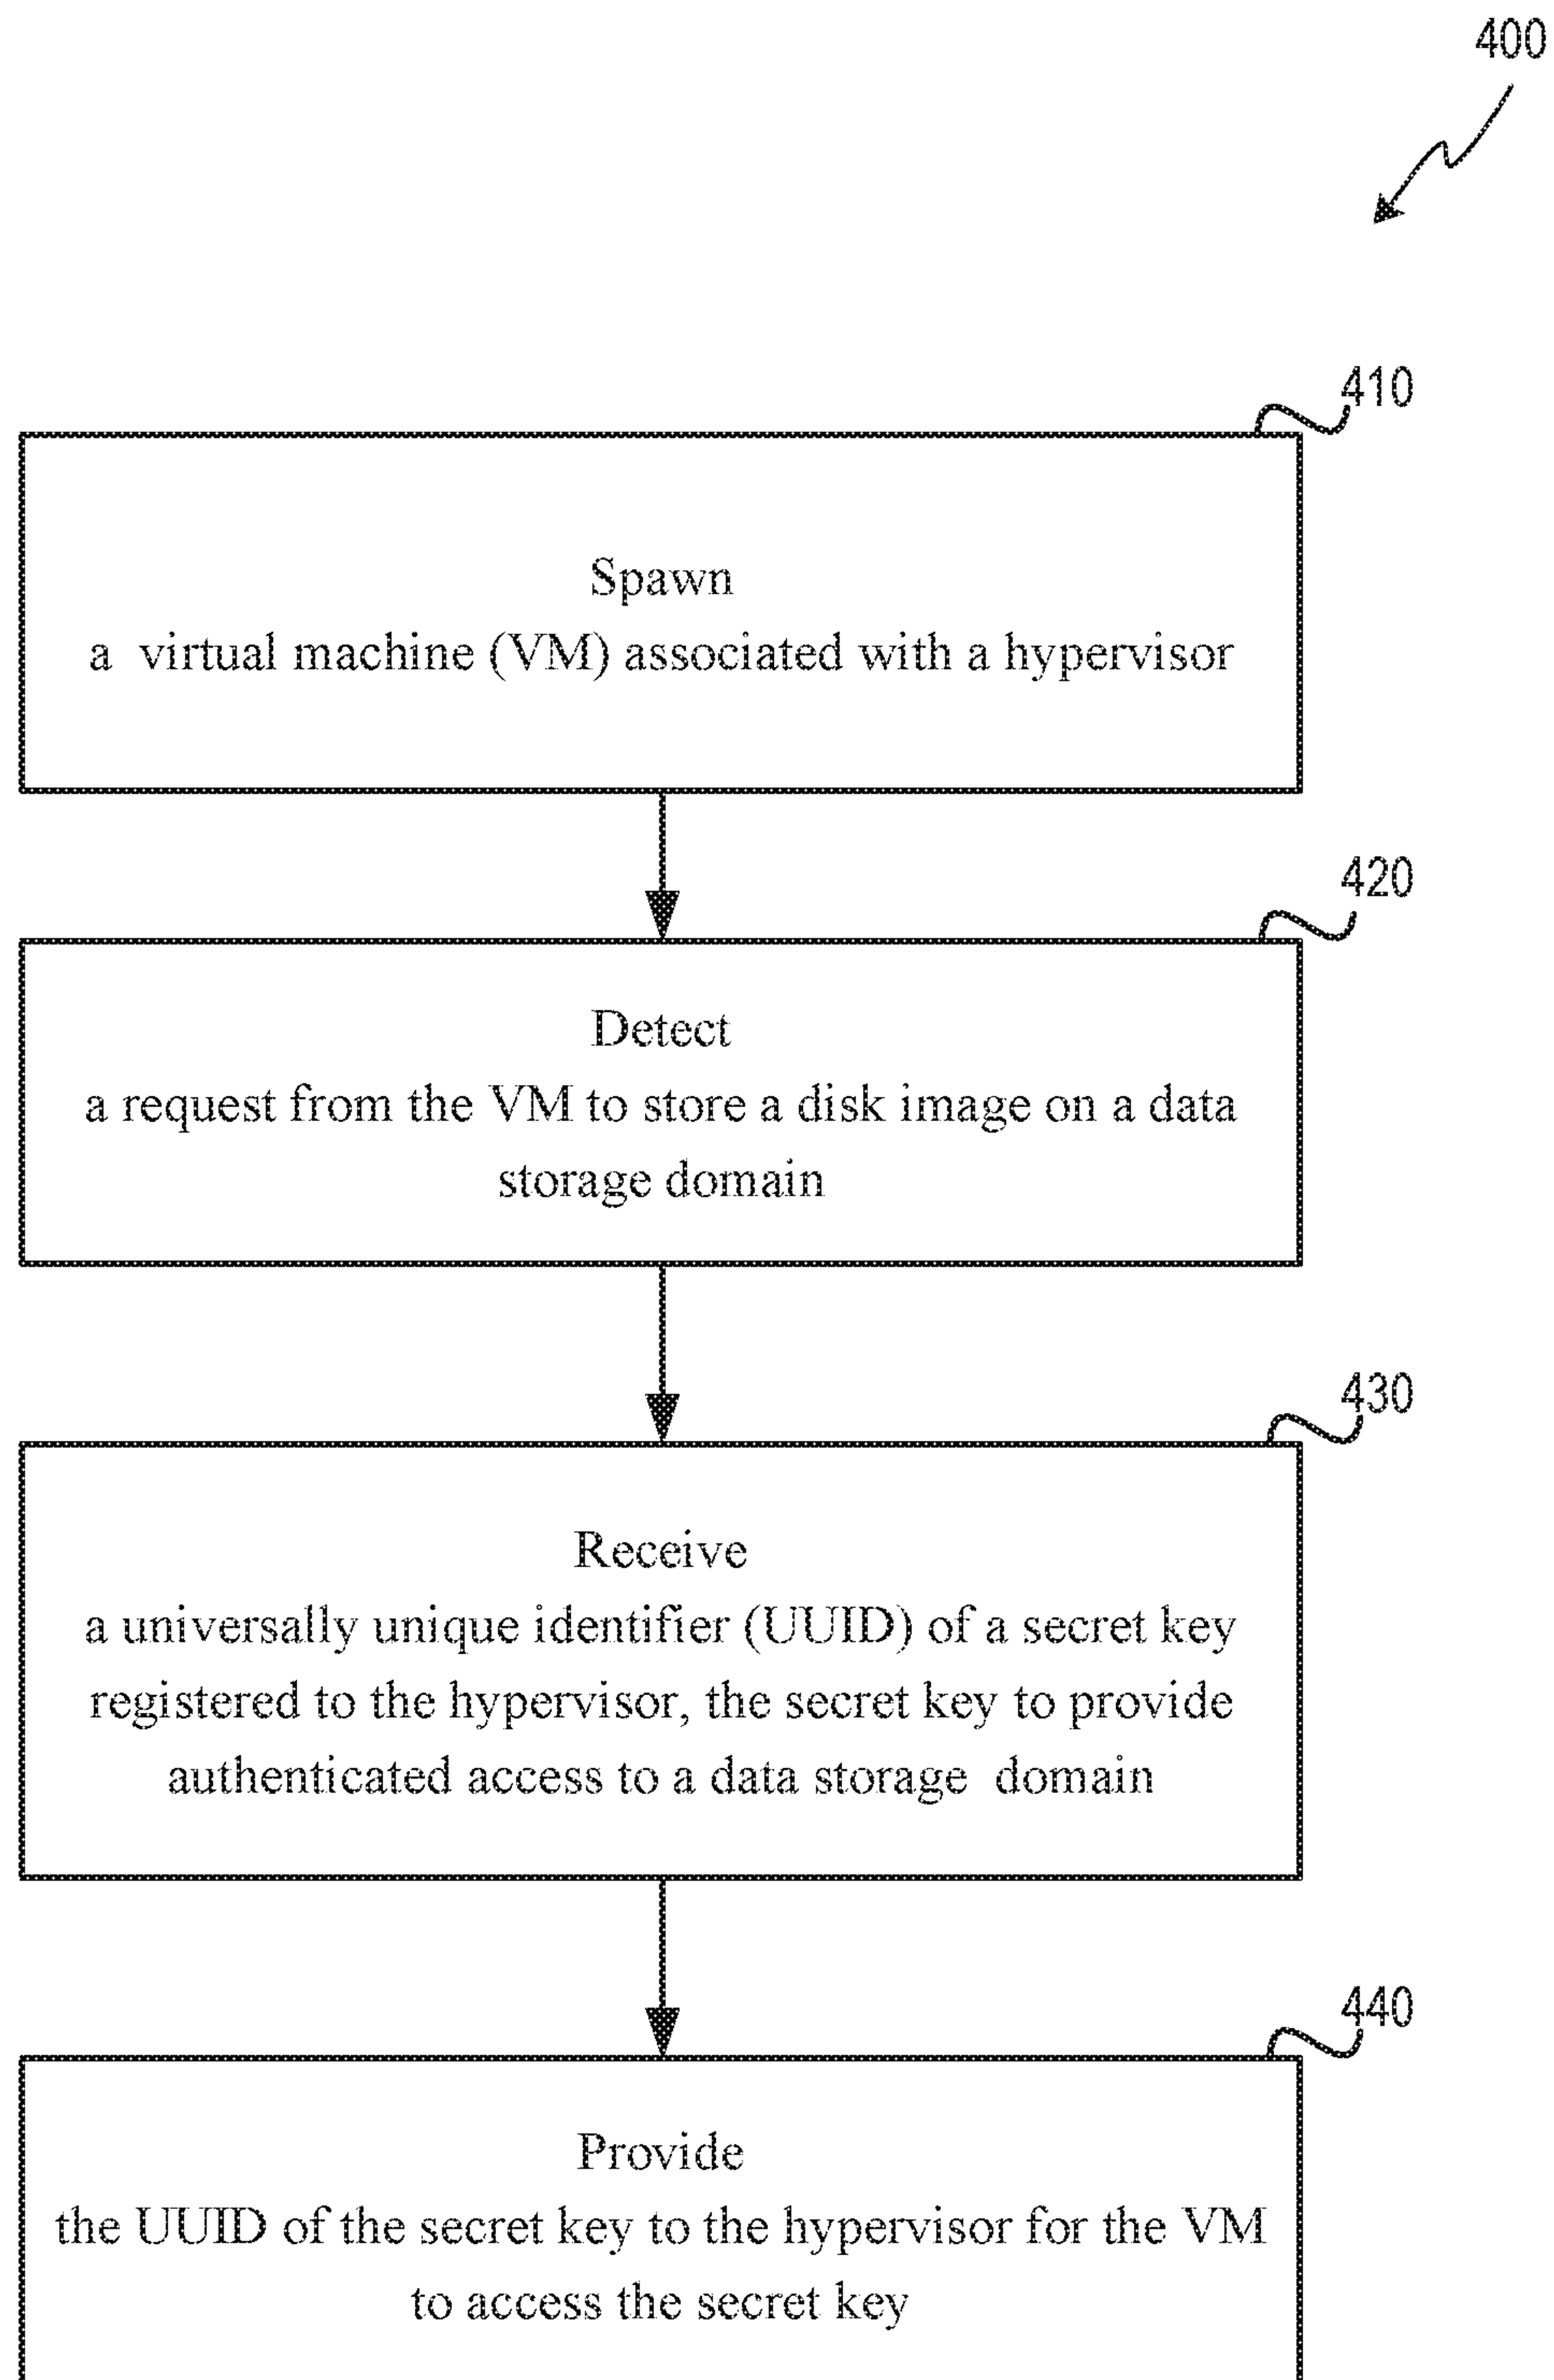 400
410
Spawn
a virtual machine (VM) associated with a hypervisor
420
Detect
a request from the VM to store a disk image on a data
storage domain
430
Receive
a universally unique identifier (UUID) of a secret key
registered to the hypervisor, the secret key to provide
authenticated access to a data storage domain
440
Provide
the UUID of the secret key to the hypervisor for the VM
to access the secret key